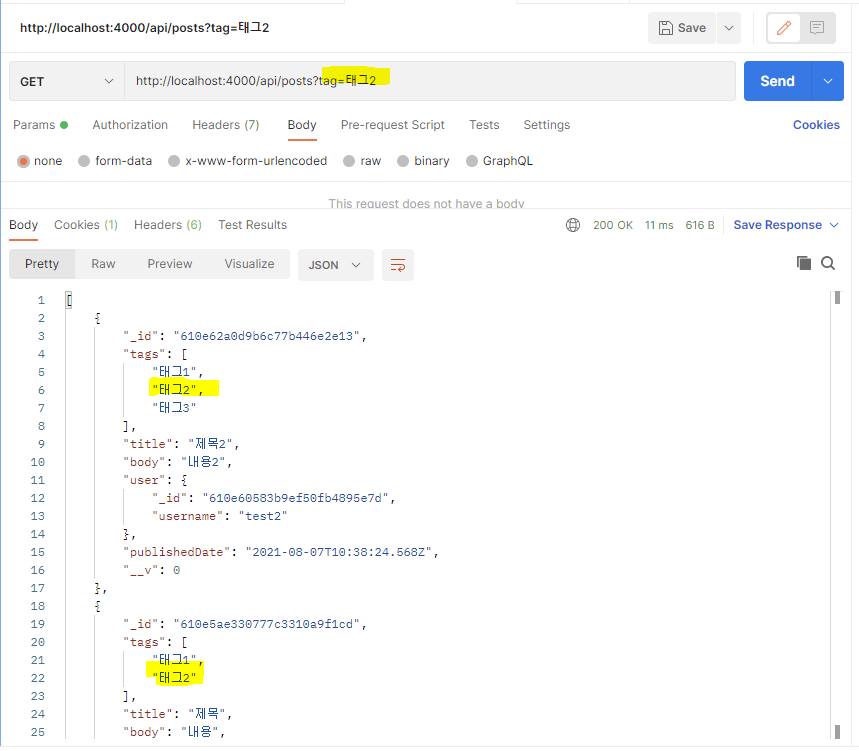 http://localhost:4000/api/posts?tag=태그2
Save
GET http://localhost:4000/api/posts?tag=태그2 Send
Params Authorization Headers (7) Body Pre-request Script Tests Settings Cookies
none form-data x-www-form-urlencoded raw binary GraphQL
This request does not have a body
Body Cookies (1) Headers (6) Test Results 200 OK 11 ms 616 B Save Response
Pretty Raw Preview Visualize JSON
1 [
2 {
3 "_id": "610e62a0d9b6c77b446e2e13",
4 "tags": [
5 "태그1",
6 "태그2",
7 "태그3"
8 ],
9 "title": "제목2",
10 "body": "내용2",
11 "user": {
12 "_id": "610e60583b9ef50fb4895e7d",
13 "username": "test2"
14 },
15 "publishedDate": "2021-08-07T10:38:24.568Z",
16 "__v": 0
17 },
18 {
19 "_id": "610e5ae330777c3310a9f1cd",
20 "tags": [
21 "태그1",
22 "태그2"
23 ],
24 "title": "제목",
25 "body": "내용",